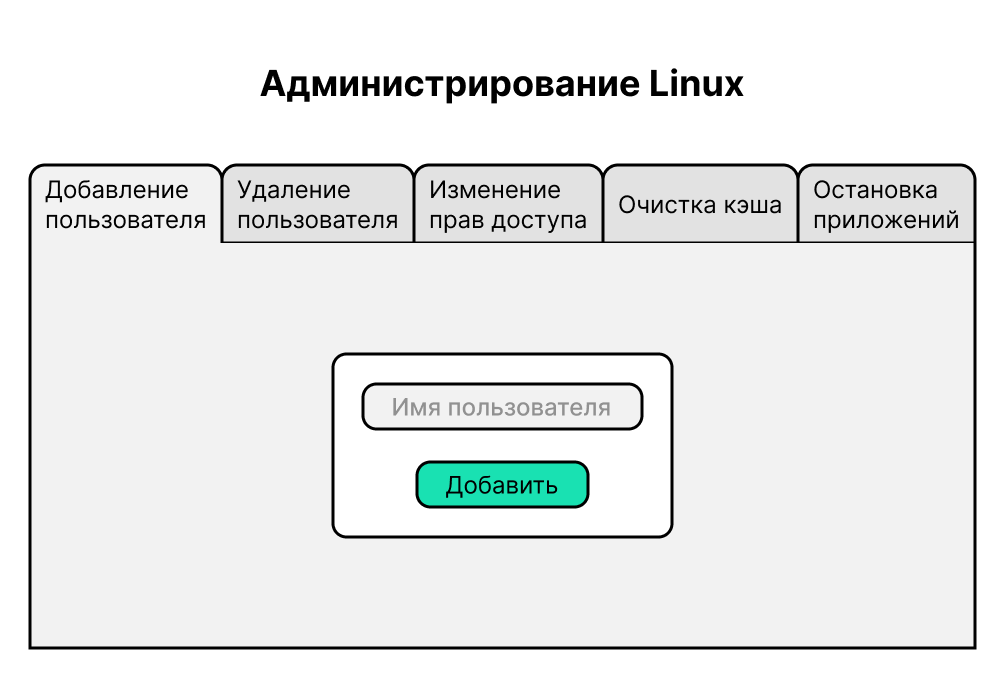 Администрирование Linux
Добавление
пользователя
Удаление
пользователя
Изменение
прав доступа
Очистка кэша
Остановка
приложений
Имя пользователя
Добавить